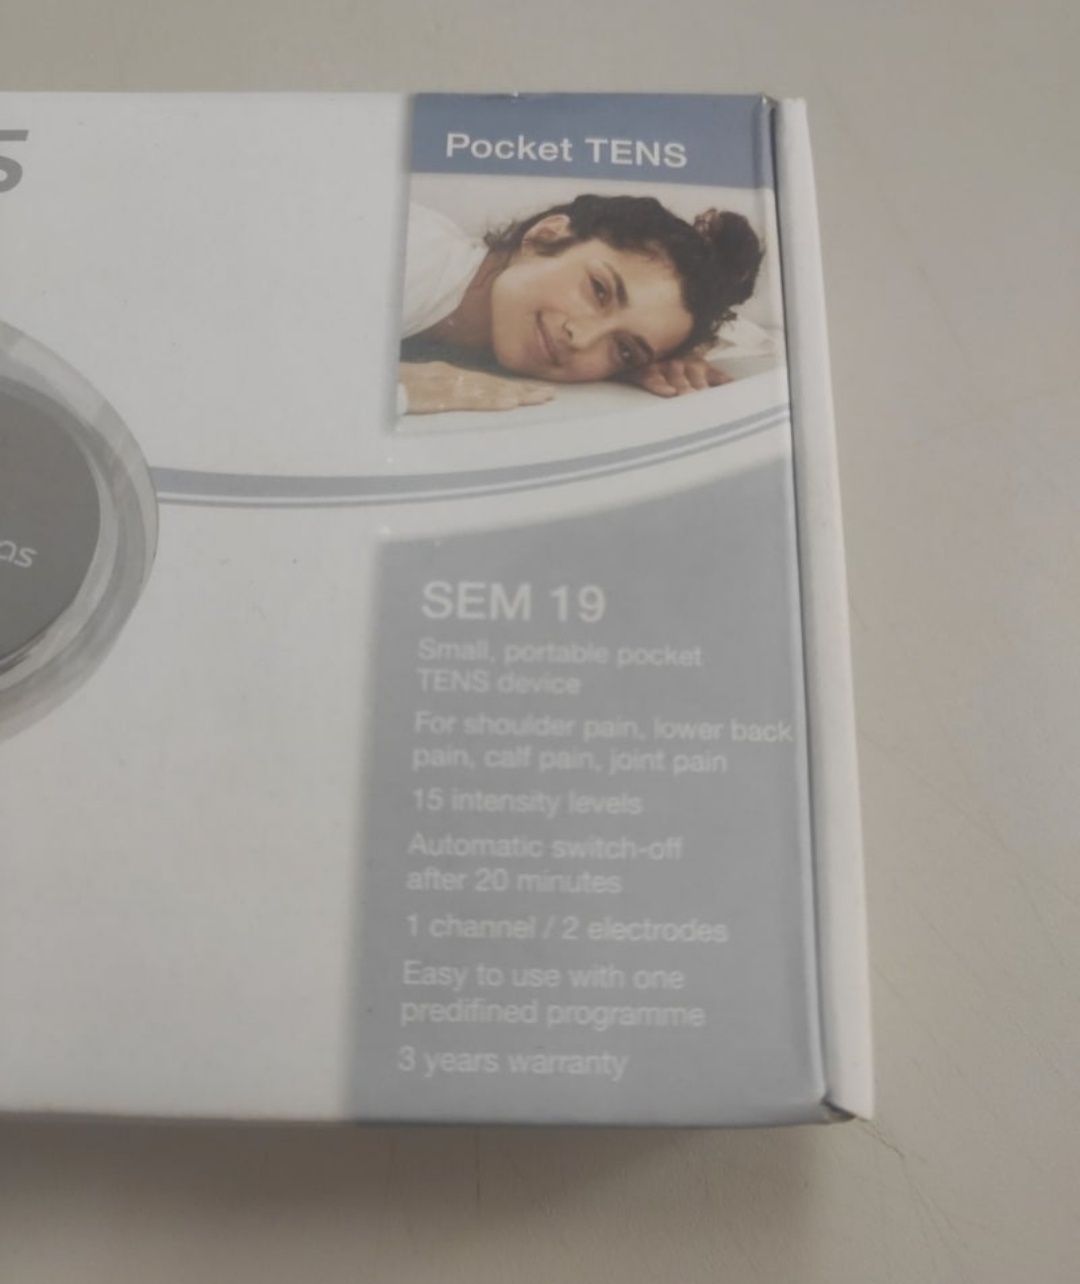 s
Pocket TENS
as
SEM 19
Small, portable pocket
TENS device
For shoulder pain, lower back
pain, calf pain, joint pain
15 intensity levels
Automatic switch-off
after 20 minutes
1 channel / 2 electrodes
Easy to use with one
predifined programme
3 years warranty